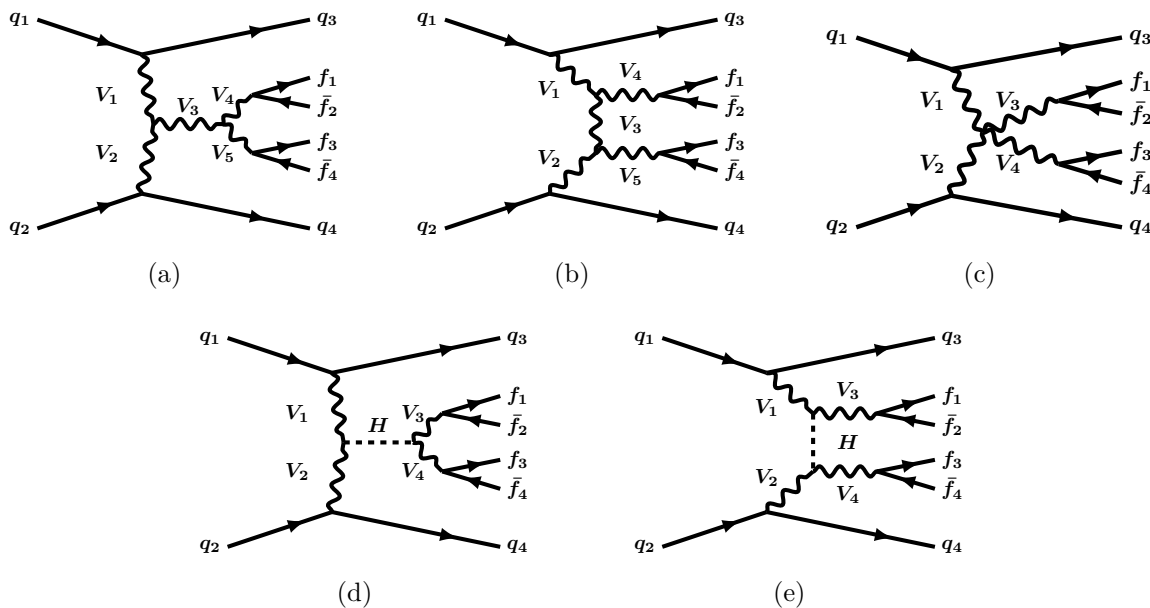 q₁ q₃ q₁ q₃ q₁ q₃
V₁ V₃ V₄ f₁ f̄₂ V₁ V₄ f₁ f̄₂ V₁ V₃ f₁ f̄₂
V₂ V₅ f₃ f̄₄ V₃ V₂ V₅ f₃ f̄₄ V₂ V₄ f₃ f̄₄
q₂ q₄ q₂ q₄ q₂ q₄
(a) (b) (c)
q₁ q₃ q₁ q₃
V₁ H V₃ f₁ f̄₂ V₁ V₃ f₁ f̄₂
V₂ V₄ f₃ f̄₄ H V₂ V₄ f₃ f̄₄
q₂ q₄ q₂ q₄
(d) (e)